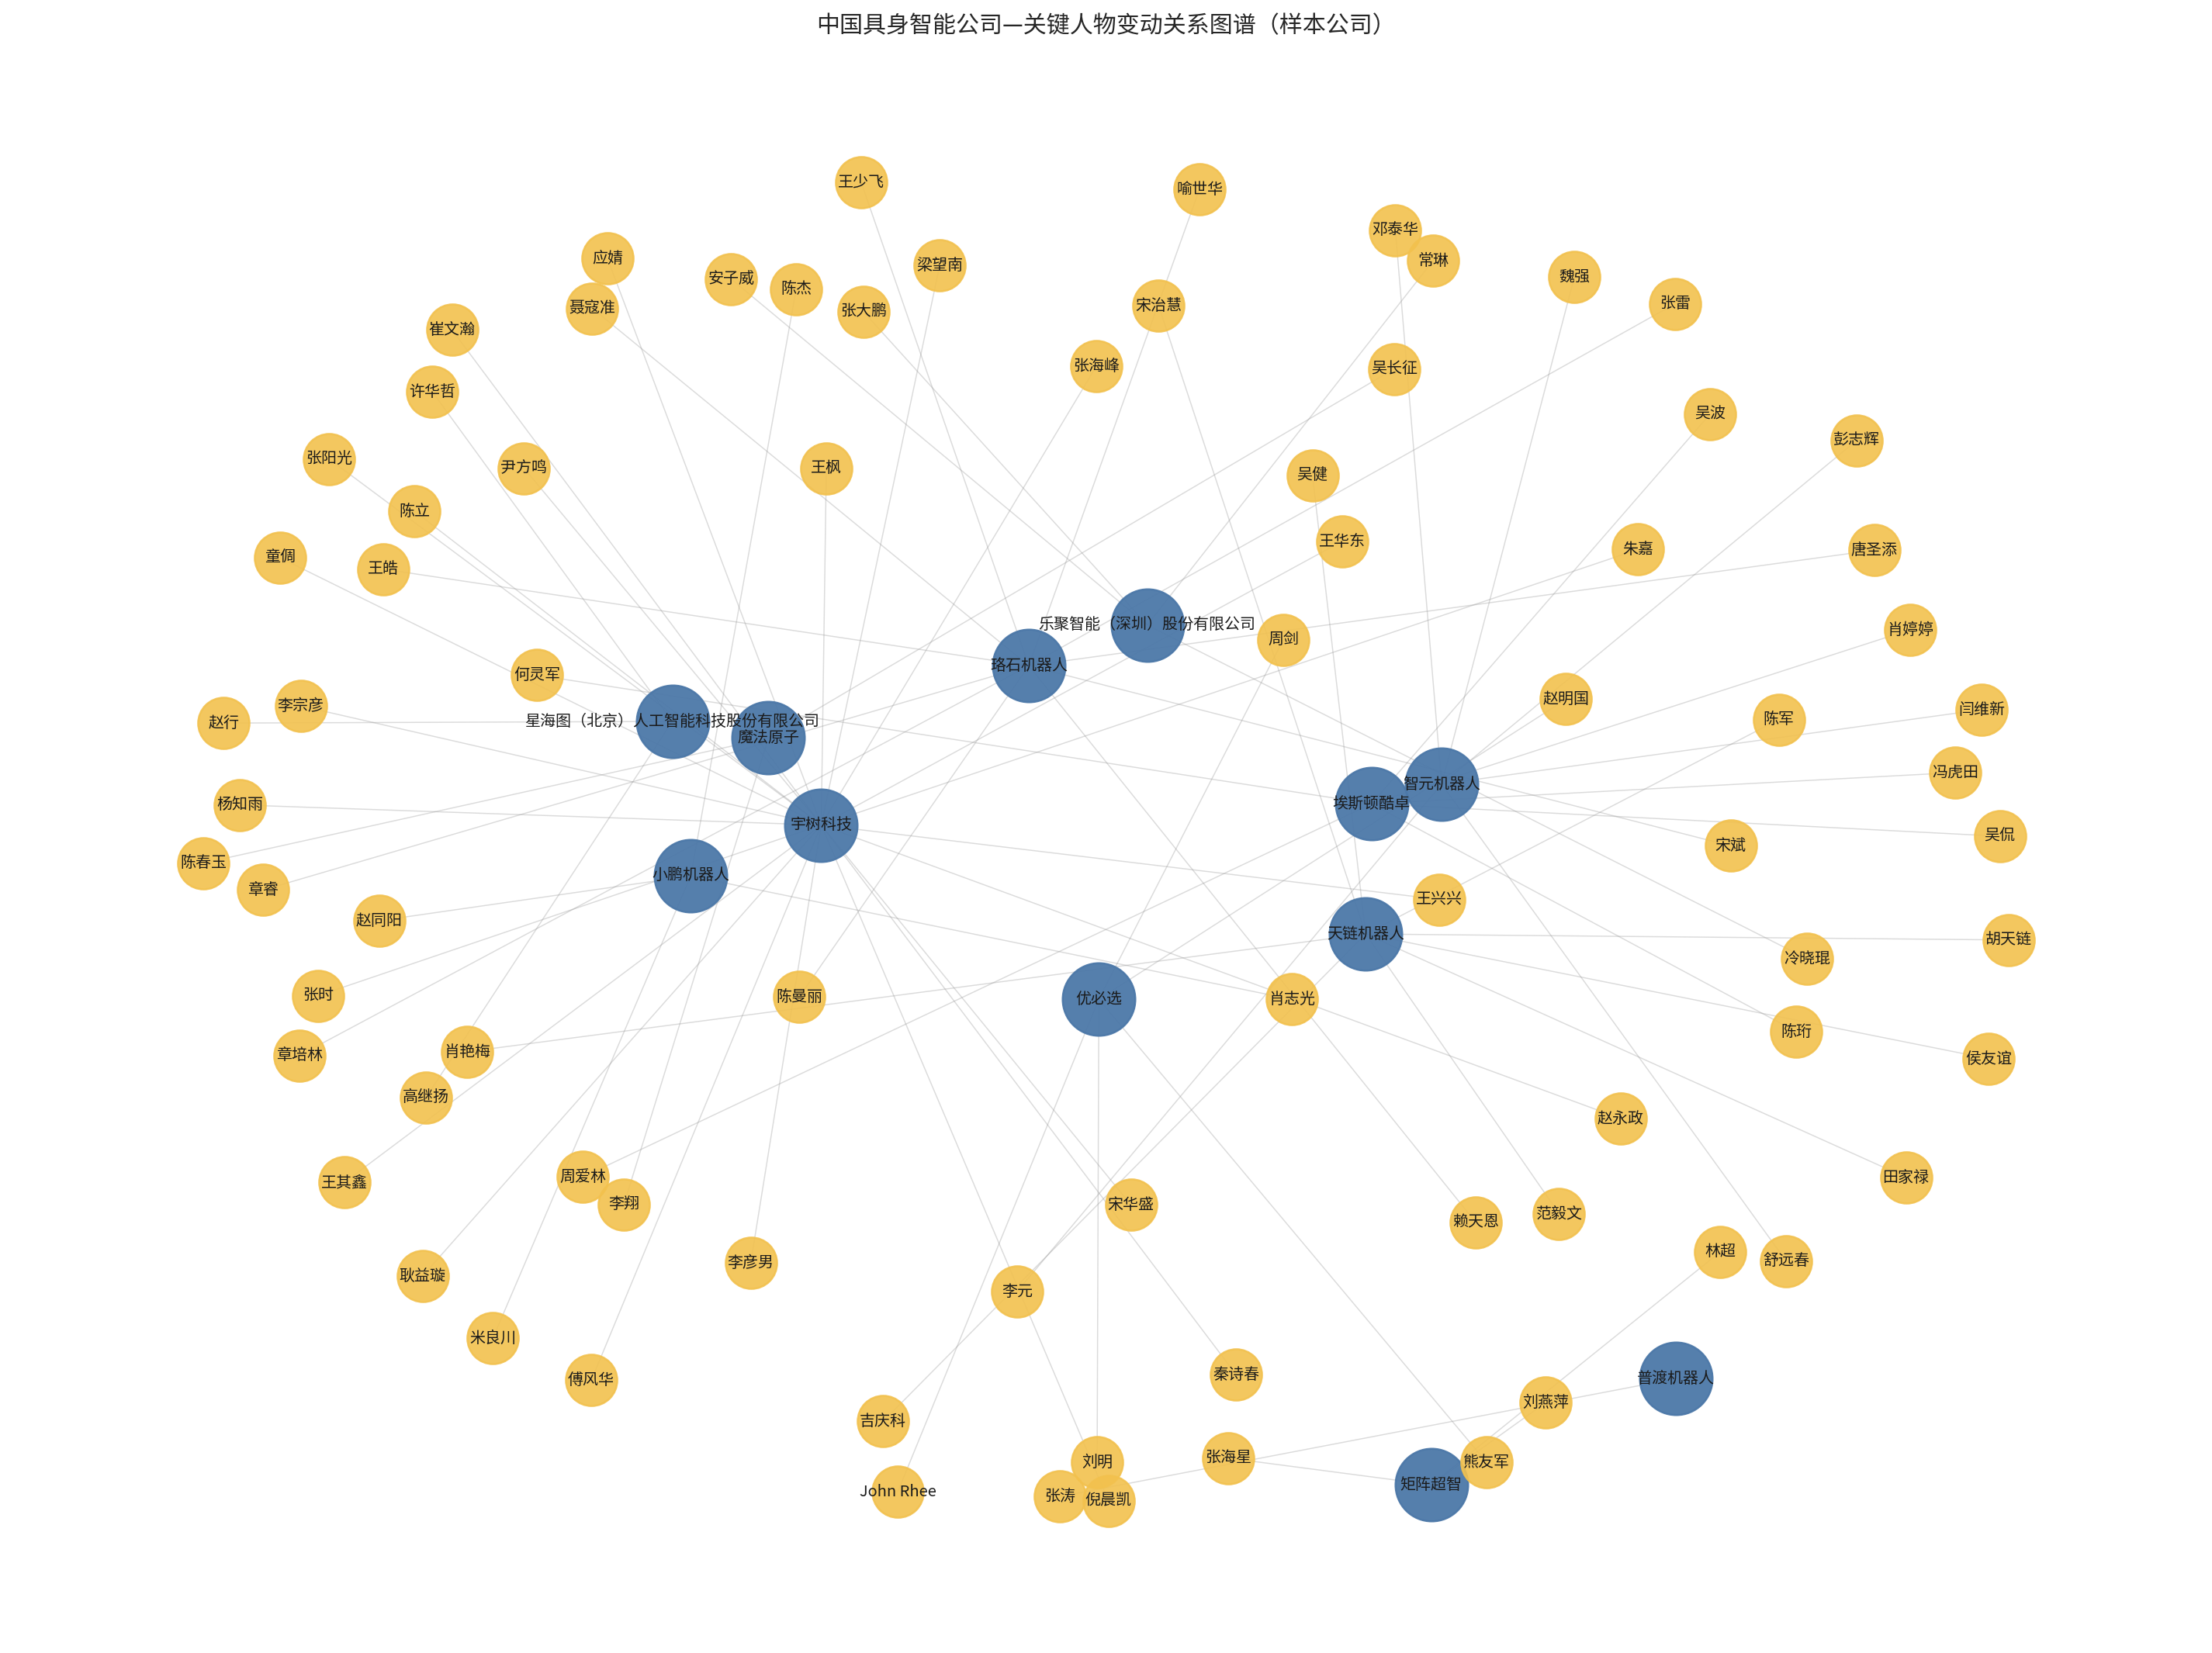 中国具身智能公司—关键人物变动关系图谱（样本公司）
王少飞
喻世华
邓泰华
常琳
应婧
安子威
梁望南
魏强
陈杰
聂寇准
张大鹏
宋治慧
张雷
崔文瀚
张海峰
吴长征
许华哲
吴波
彭志辉
张阳光
尹方鸣
王枫
吴健
陈立
王华东
朱嘉
唐圣添
童倜
王皓
乐聚智能（深圳）股份有限公司
周剑
肖婷婷
珞石机器人
何灵军
赵明国
李宗彦
赵行
星海图（北京）人工智能科技股份有限公司
闫维新
陈军
魔法原子
冯虎田
智元机器人
埃斯顿酷卓
杨知雨
宇树科技
吴侃
宋斌
陈春玉
小鹏机器人
章睿
王兴兴
赵同阳
天链机器人
胡天链
冷晓琨
张时
陈曼丽
优必选
肖志光
陈珩
章培林
肖艳梅
侯友谊
高继扬
赵永政
周爱林
田家禄
王其鑫
李翔
宋华盛
赖天恩
范毅文
林超
舒远春
李彦男
耿益璇
李元
米良川
秦诗春
傅风华
普渡机器人
刘燕萍
吉庆科
张海星
刘明
熊友军
矩阵超智
John Rhee
张涛
倪晨凯